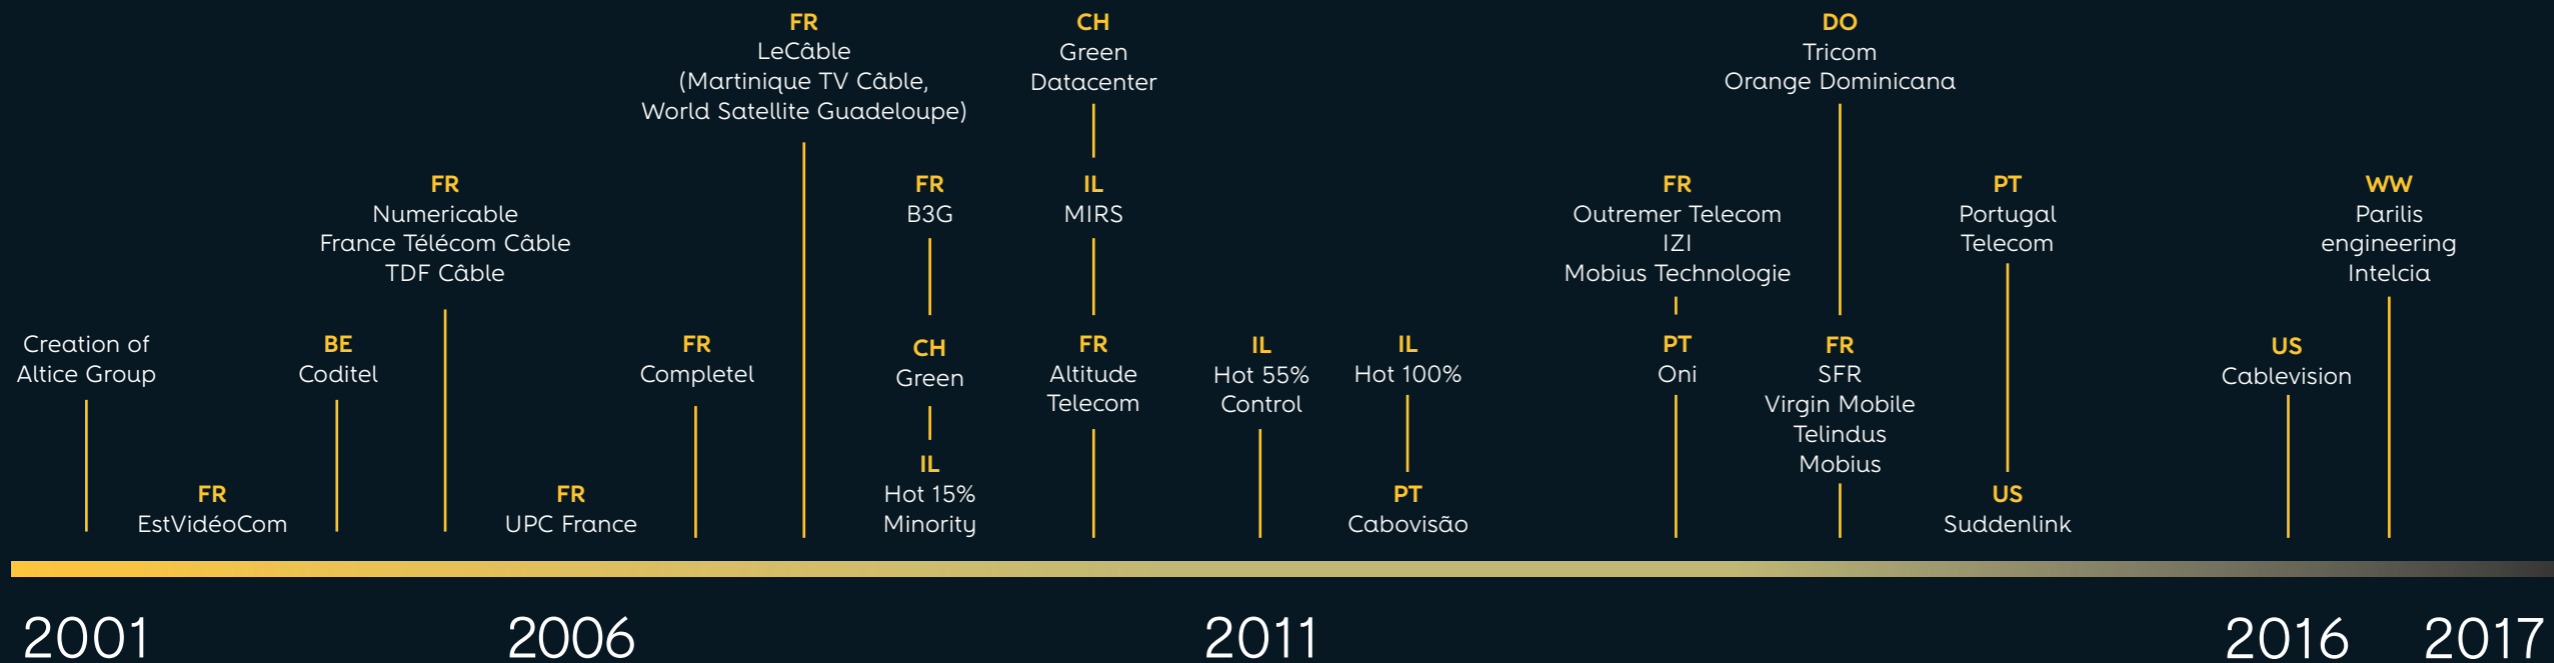 Creation of
Altice Group
FR
EstVidéoCom
BE
Coditel
FR
Numericable
France Télécom Câble
TDF Câble
FR
UPC France
FR
Completel
FR
LeCâble
(Martinique TV Câble,
World Satellite Guadeloupe)
FR
B3G
CH
Green
IL
Hot 15%
Minority
CH
Green
Datacenter
IL
MIRS
FR
Altitude
Telecom
IL
Hot 55%
Control
IL
Hot 100%
PT
Cabovisão
FR
Outremer Telecom
IZI
Mobius Technologie
PT
Oni
DO
Tricom
Orange Dominicana
FR
SFR
Virgin Mobile
Telindus
Mobius
PT
Portugal
Telecom
US
Suddenlink
US
Cablevision
WW
Parilis
engineering
Intelcia
2001
2006
2011
2016
2017